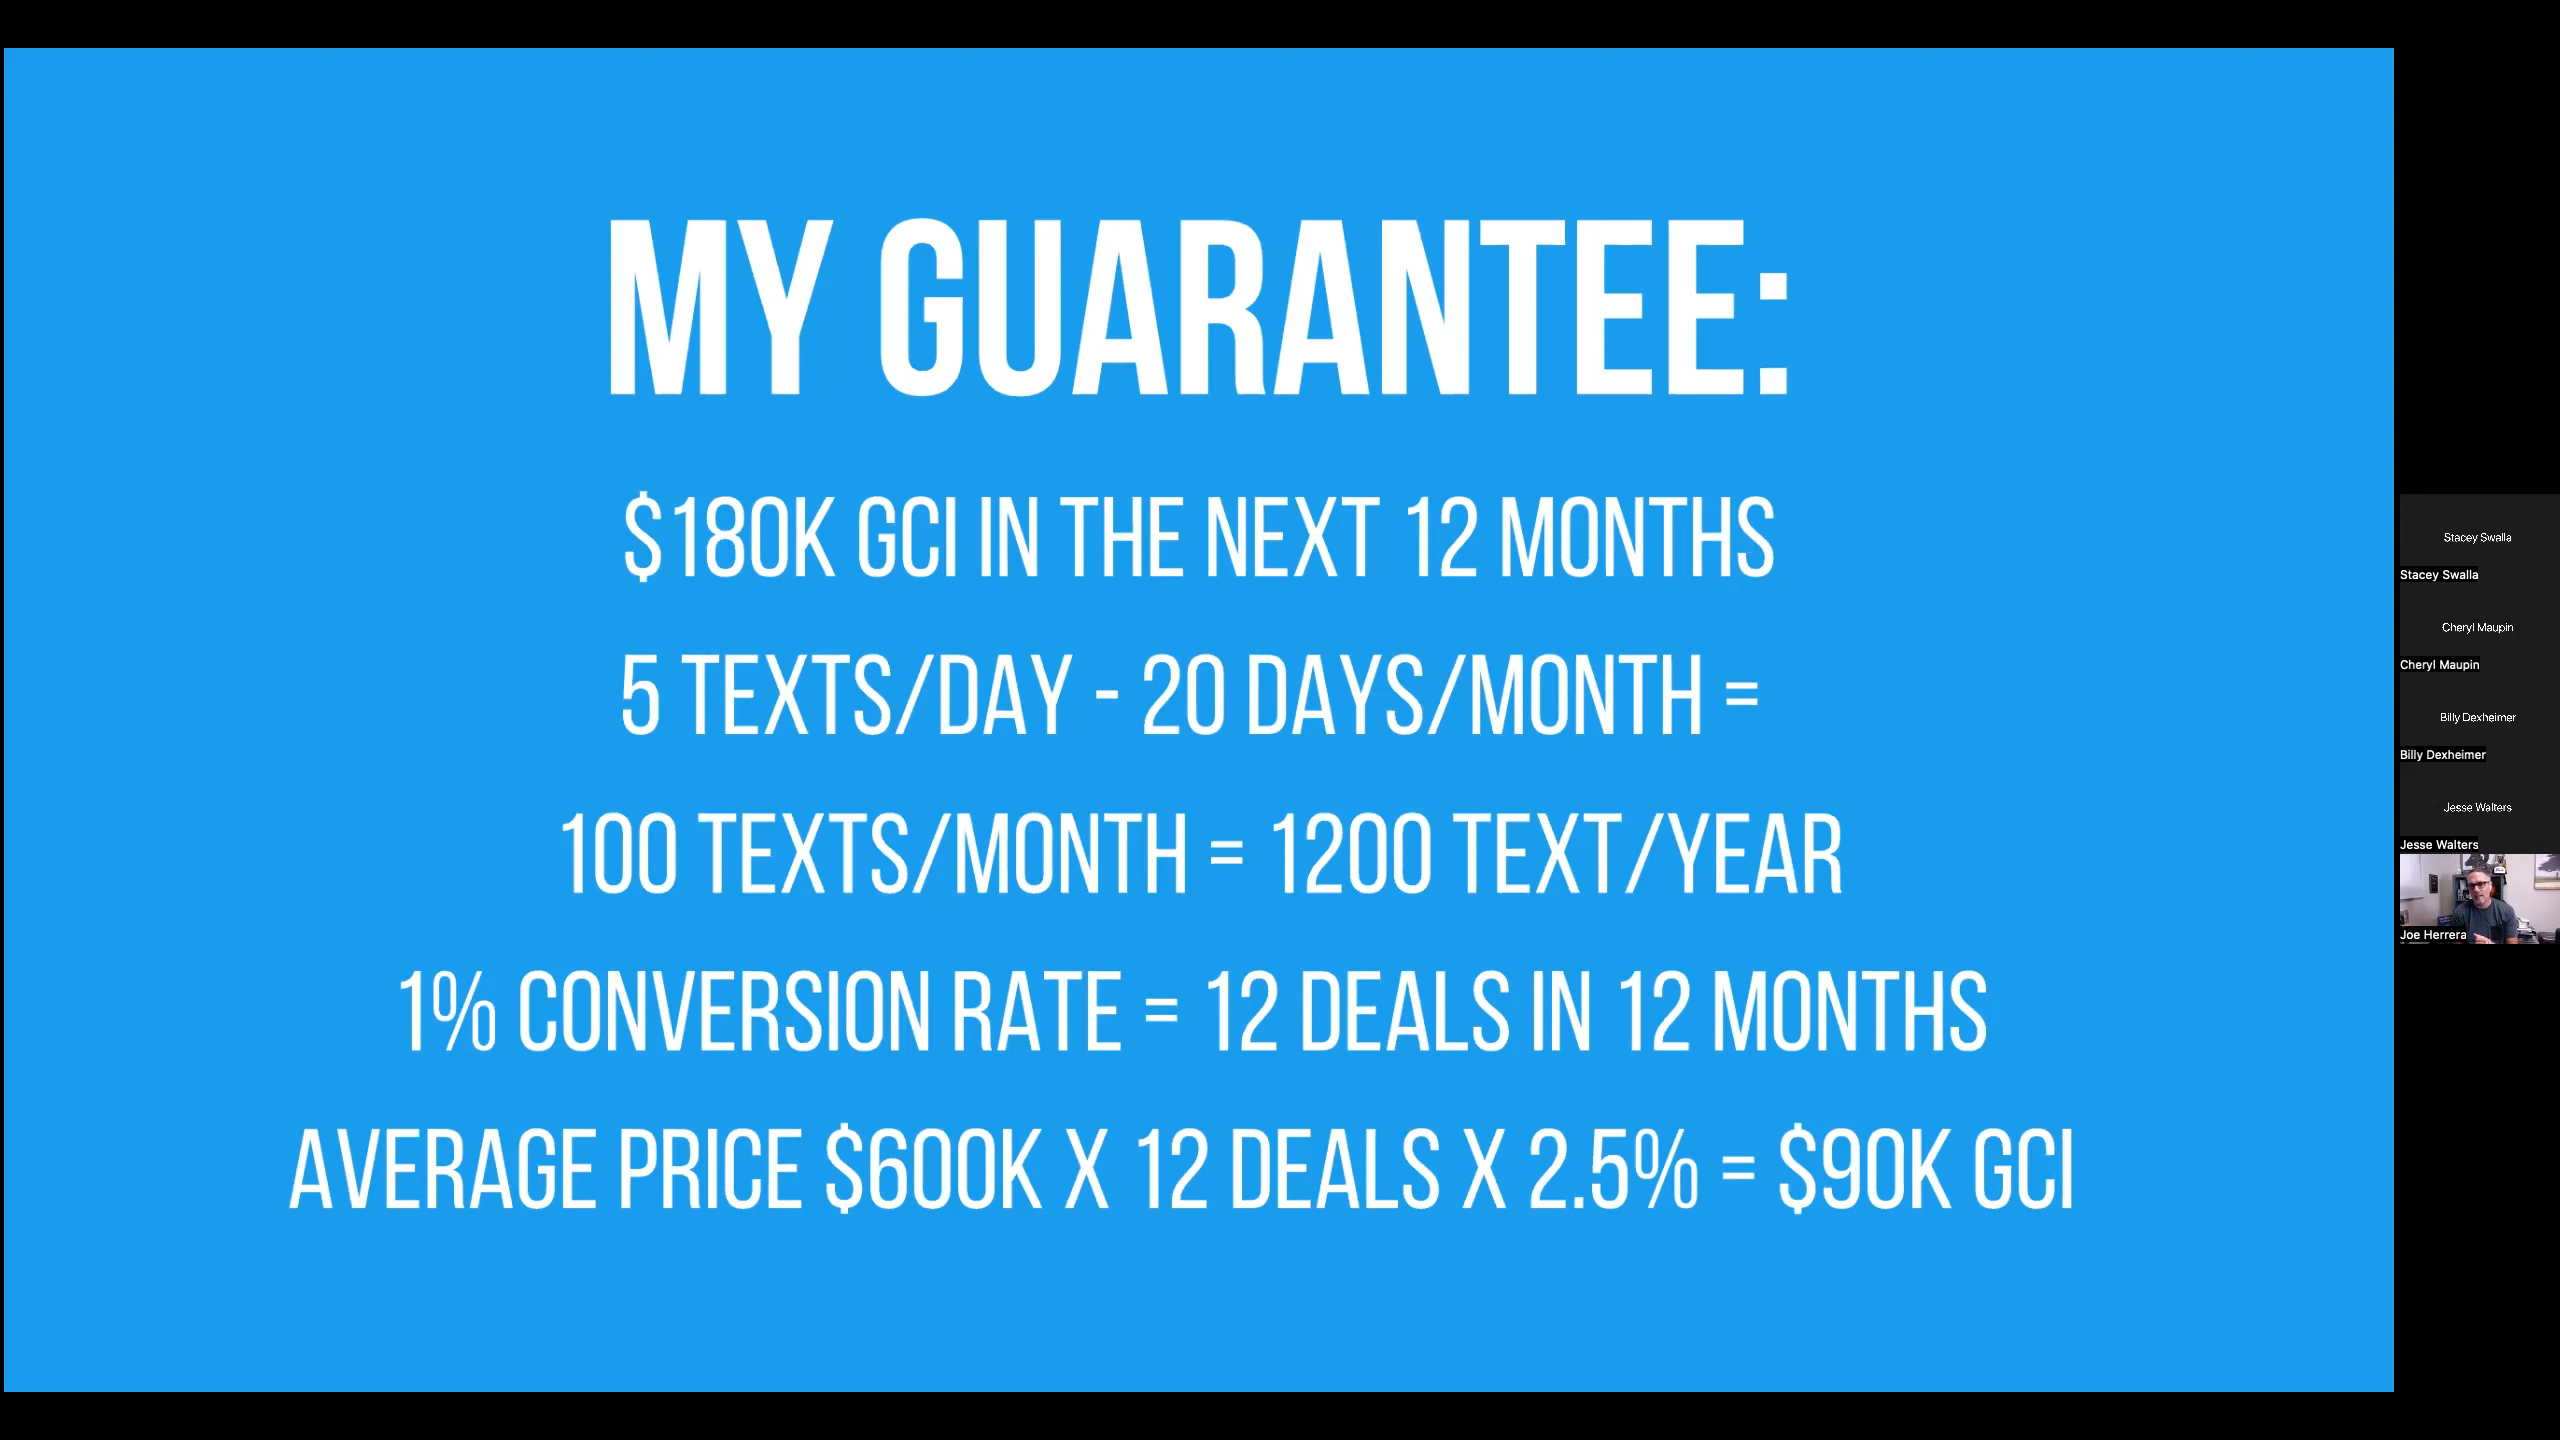 MY GUARANTEE:
$180K GCI IN THE NEXT 12 MONTHS
5 TEXTS/DAY - 20 DAYS/MONTH =
100 TEXTS/MONTH = 1200 TEXT/YEAR
1% CONVERSION RATE = 12 DEALS IN 12 MONTHS
AVERAGE PRICE $600K X 12 DEALS X 2.5% = $90K GCI
Stacey Swalla
Stacey Swalla
Cheryl Maupin
Cheryl Maupin
Billy Dexheimer
Billy Dexheimer
Jesse Walters
Jesse Walters
Joe Herrera